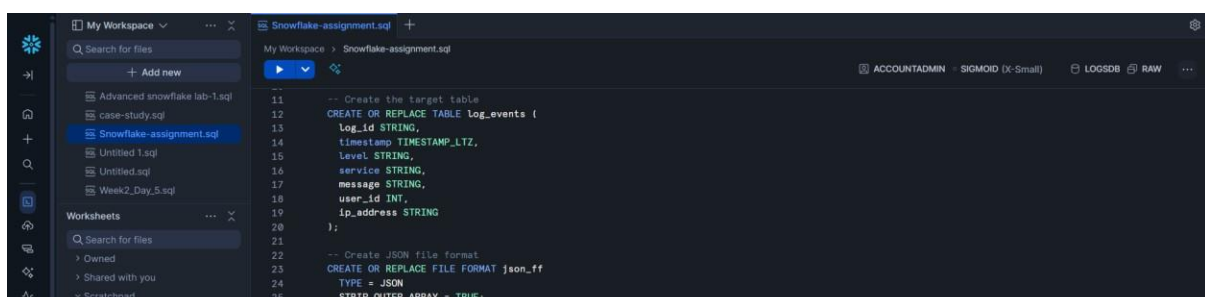 My Workspace
Search for files
Add new
Advanced snowflake lab-1.sql
case-study.sql
Snowflake-assignment.sql
Untitled 1.sql
Untitled.sql
Week2_Day_5.sql
Worksheets
Search for files
Owned
Shared with you
Scratchpad
Snowflake-assignment.sql
My Workspace > Snowflake-assignment.sql
ACCOUNTADMIN SIGMOID (X-Small) LOGSDB RAW
11 -- Create the target table
12 CREATE OR REPLACE TABLE log_events (
13 log_id STRING,
14 timestamp TIMESTAMP_LTZ,
15 level STRING,
16 service STRING,
17 message STRING,
18 user_id INT,
19 ip_address STRING
20 );
21
22 -- Create JSON file format
23 CREATE OR REPLACE FILE FORMAT json_ff
24 TYPE = JSON
25 STRIP_OUTER_ARRAY = TRUE;